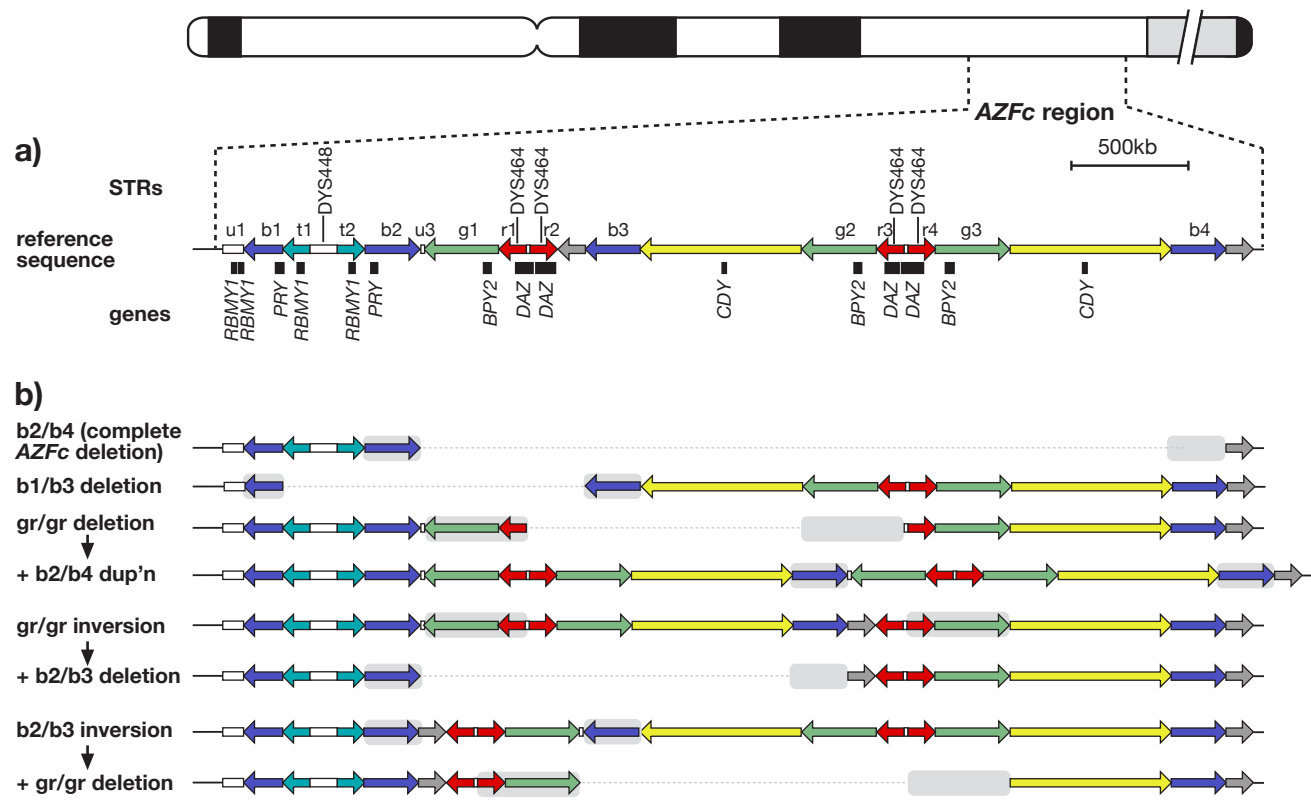 AZFc region
a)
500kb
STRs
DYS448
DYS464
DYS464
DYS464
DYS464
u1 b1 t1 t2 b2 u3 g1 r1 r2 b3 g2 r3 r4 g3 b4
reference
sequence
genes
RBMY1
RBMY1
PRY
RBMY1
RBMY1
PRY
BPY2
DAZ
DAZ
CDY
BPY2
DAZ
DAZ
BPY2
CDY
b)
b2/b4 (complete
AZFc deletion)
b1/b3 deletion
gr/gr deletion
+ b2/b4 dup'n
gr/gr inversion
+ b2/b3 deletion
b2/b3 inversion
+ gr/gr deletion